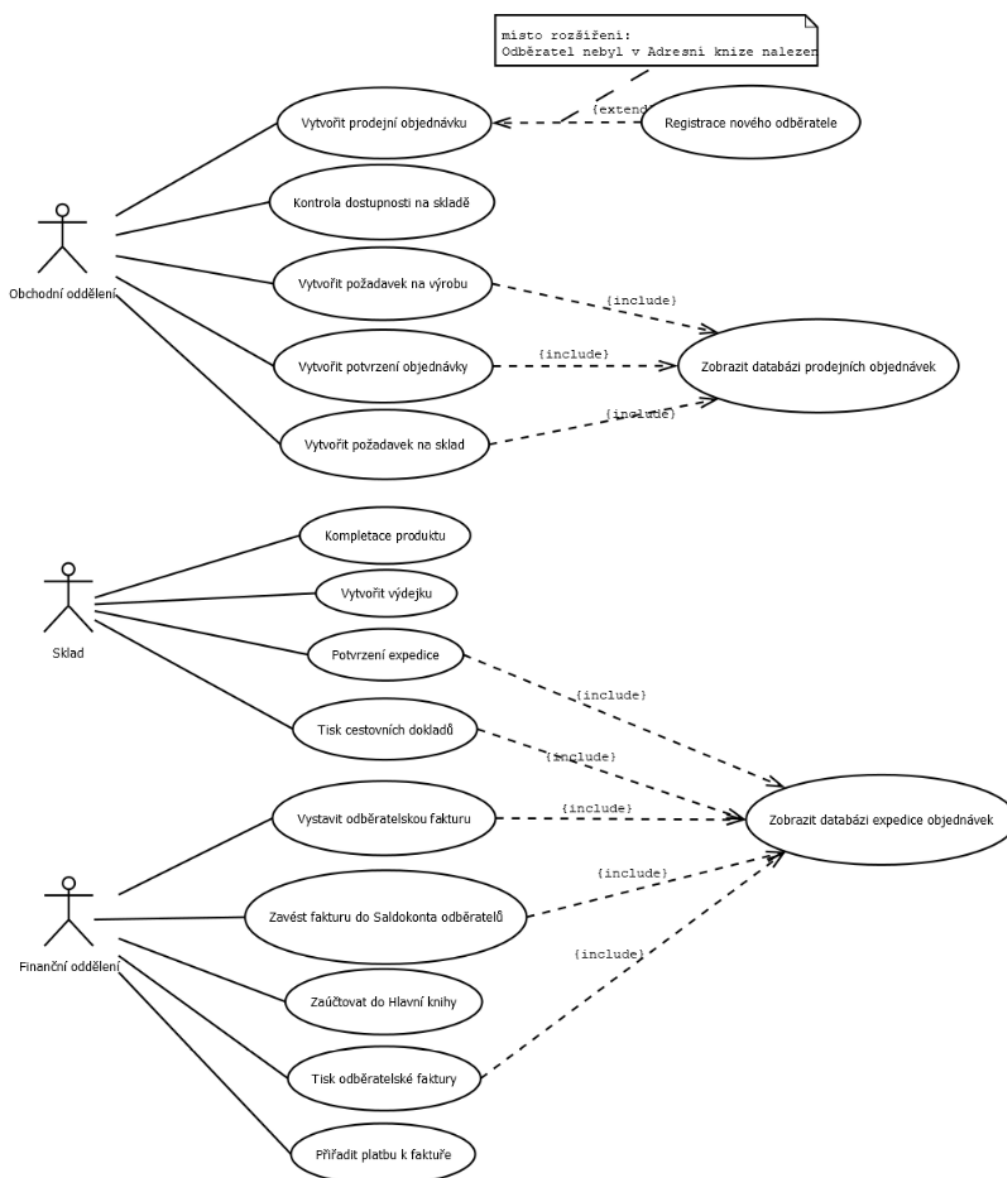 místo rozšíření:
Odběratel nebyl v Adresní knize nalezen
Vytvořit prodejní objednávku
{extend}
Registrace nového odběratele
Kontrola dostupnosti na skladě
Obchodní oddělení
Vytvořit požadavek na výrobu
{include}
Vytvořit potvrzení objednávky
{include}
Zobrazit databázi prodejních objednávek
Vytvořit požadavek na sklad
{include}
Kompletace produktu
Vytvořit výdejku
Sklad
Potvrzení expedice
{include}
Tisk cestovních dokladů
{include}
Vystavit odběratelskou fakturu
{include}
Zobrazit databázi expedice objednávek
Zavést fakturu do Saldokonta odběratelů
{include}
Finanční oddělení
Zaúčtovat do Hlavní knihy
{include}
Tisk odběratelské faktury
Přiřadit platbu k faktuře